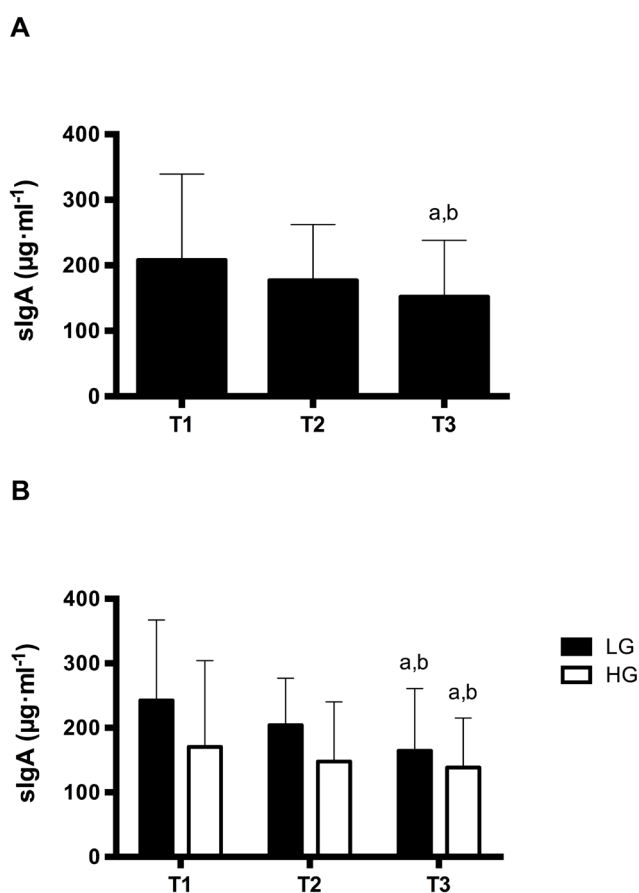 A
sIgA (µg·ml⁻¹)
400
300
200
100
0
a,b
T1 T2 T3
B
sIgA (µg·ml⁻¹)
400
300
200
100
0
a,b
a,b
T1 T2 T3
LG
HG